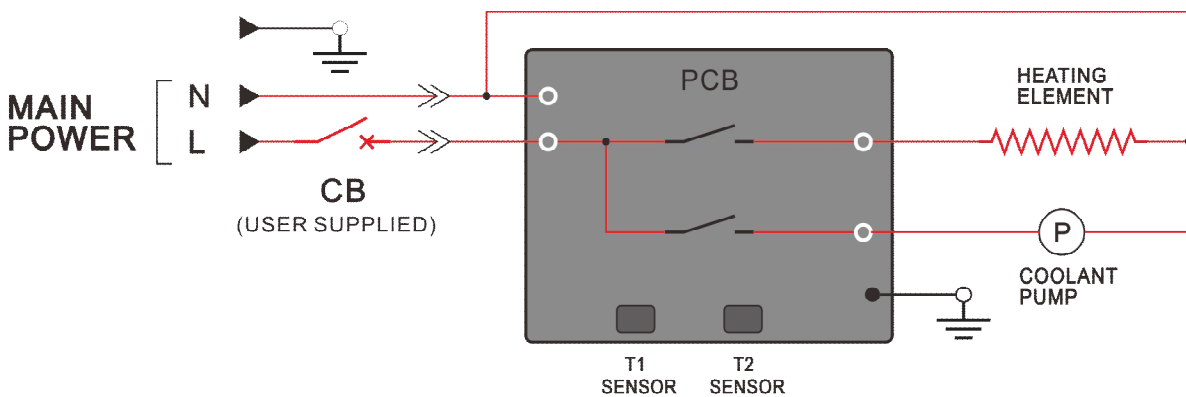 MAIN
POWER
N
L
CB
(USER SUPPLIED)
PCB
HEATING
ELEMENT
P
COOLANT
PUMP
T1
SENSOR
T2
SENSOR